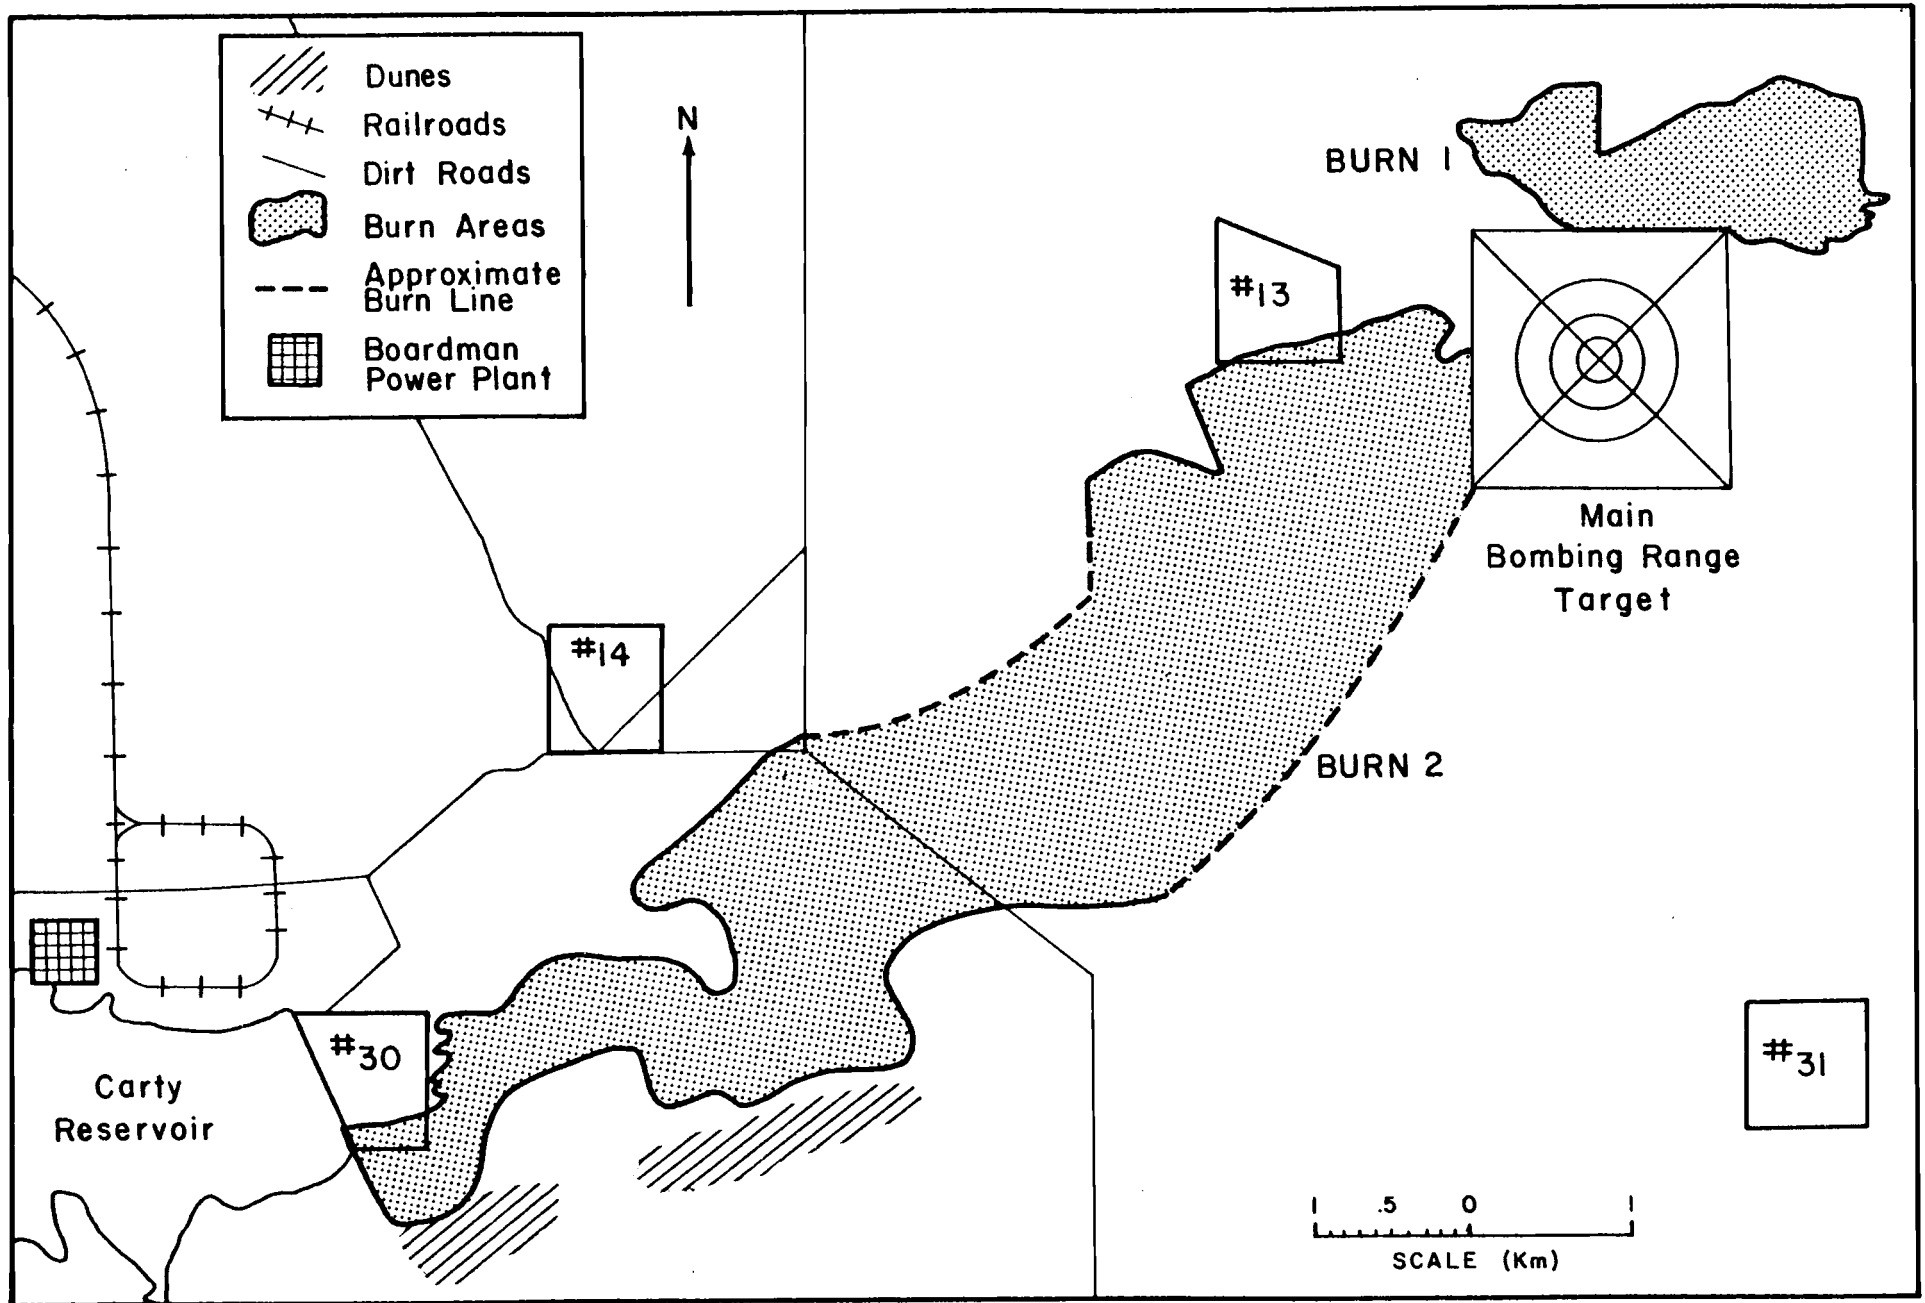 Dunes
Railroads
Dirt Roads
Burn Areas
Approximate
Burn Line
Boardman
Power Plant
N
BURN 1
#13
Main
Bombing Range
Target
#14
BURN 2
#30
Carty
Reservoir
#31
1 .5 0 1
SCALE (Km)